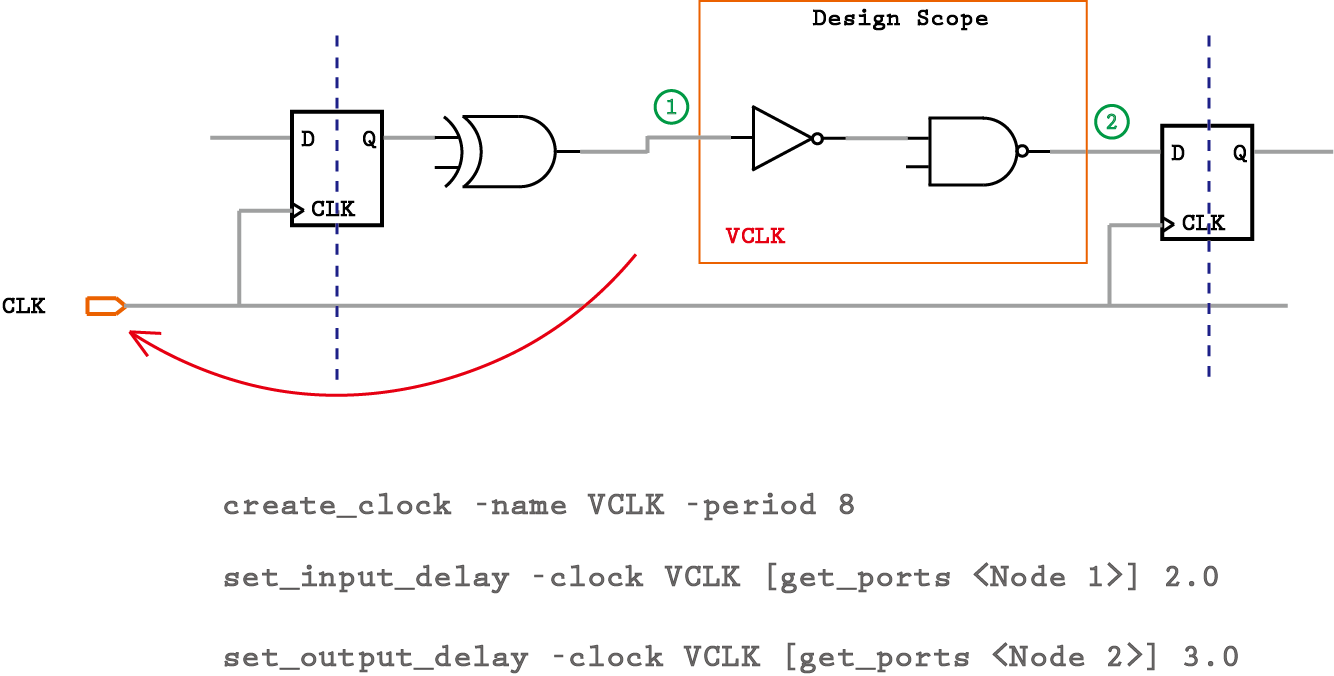 Design Scope
1
2
D
Q
D
Q
CLK
CLK
VCLK
CLK
create_clock -name VCLK -period 8
set_input_delay -clock VCLK [get_ports <Node 1>] 2.0
set_output_delay -clock VCLK [get_ports <Node 2>] 3.0